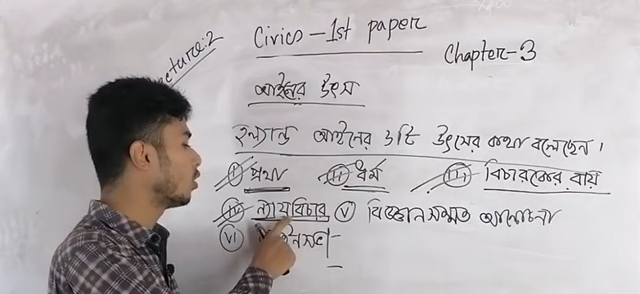 Lecture:2
Civics - 1st paper
Chapter-3
আইনের উৎস
হল্যান্ড আইনের ৬টি উৎসের কথা বলেছেন।
(i) প্রথা (ii) ধর্ম (iii) বিচারকের রায়
(iv) ন্যায়বিচার (v) বিজ্ঞানসম্মত আলোচনা
(vi)